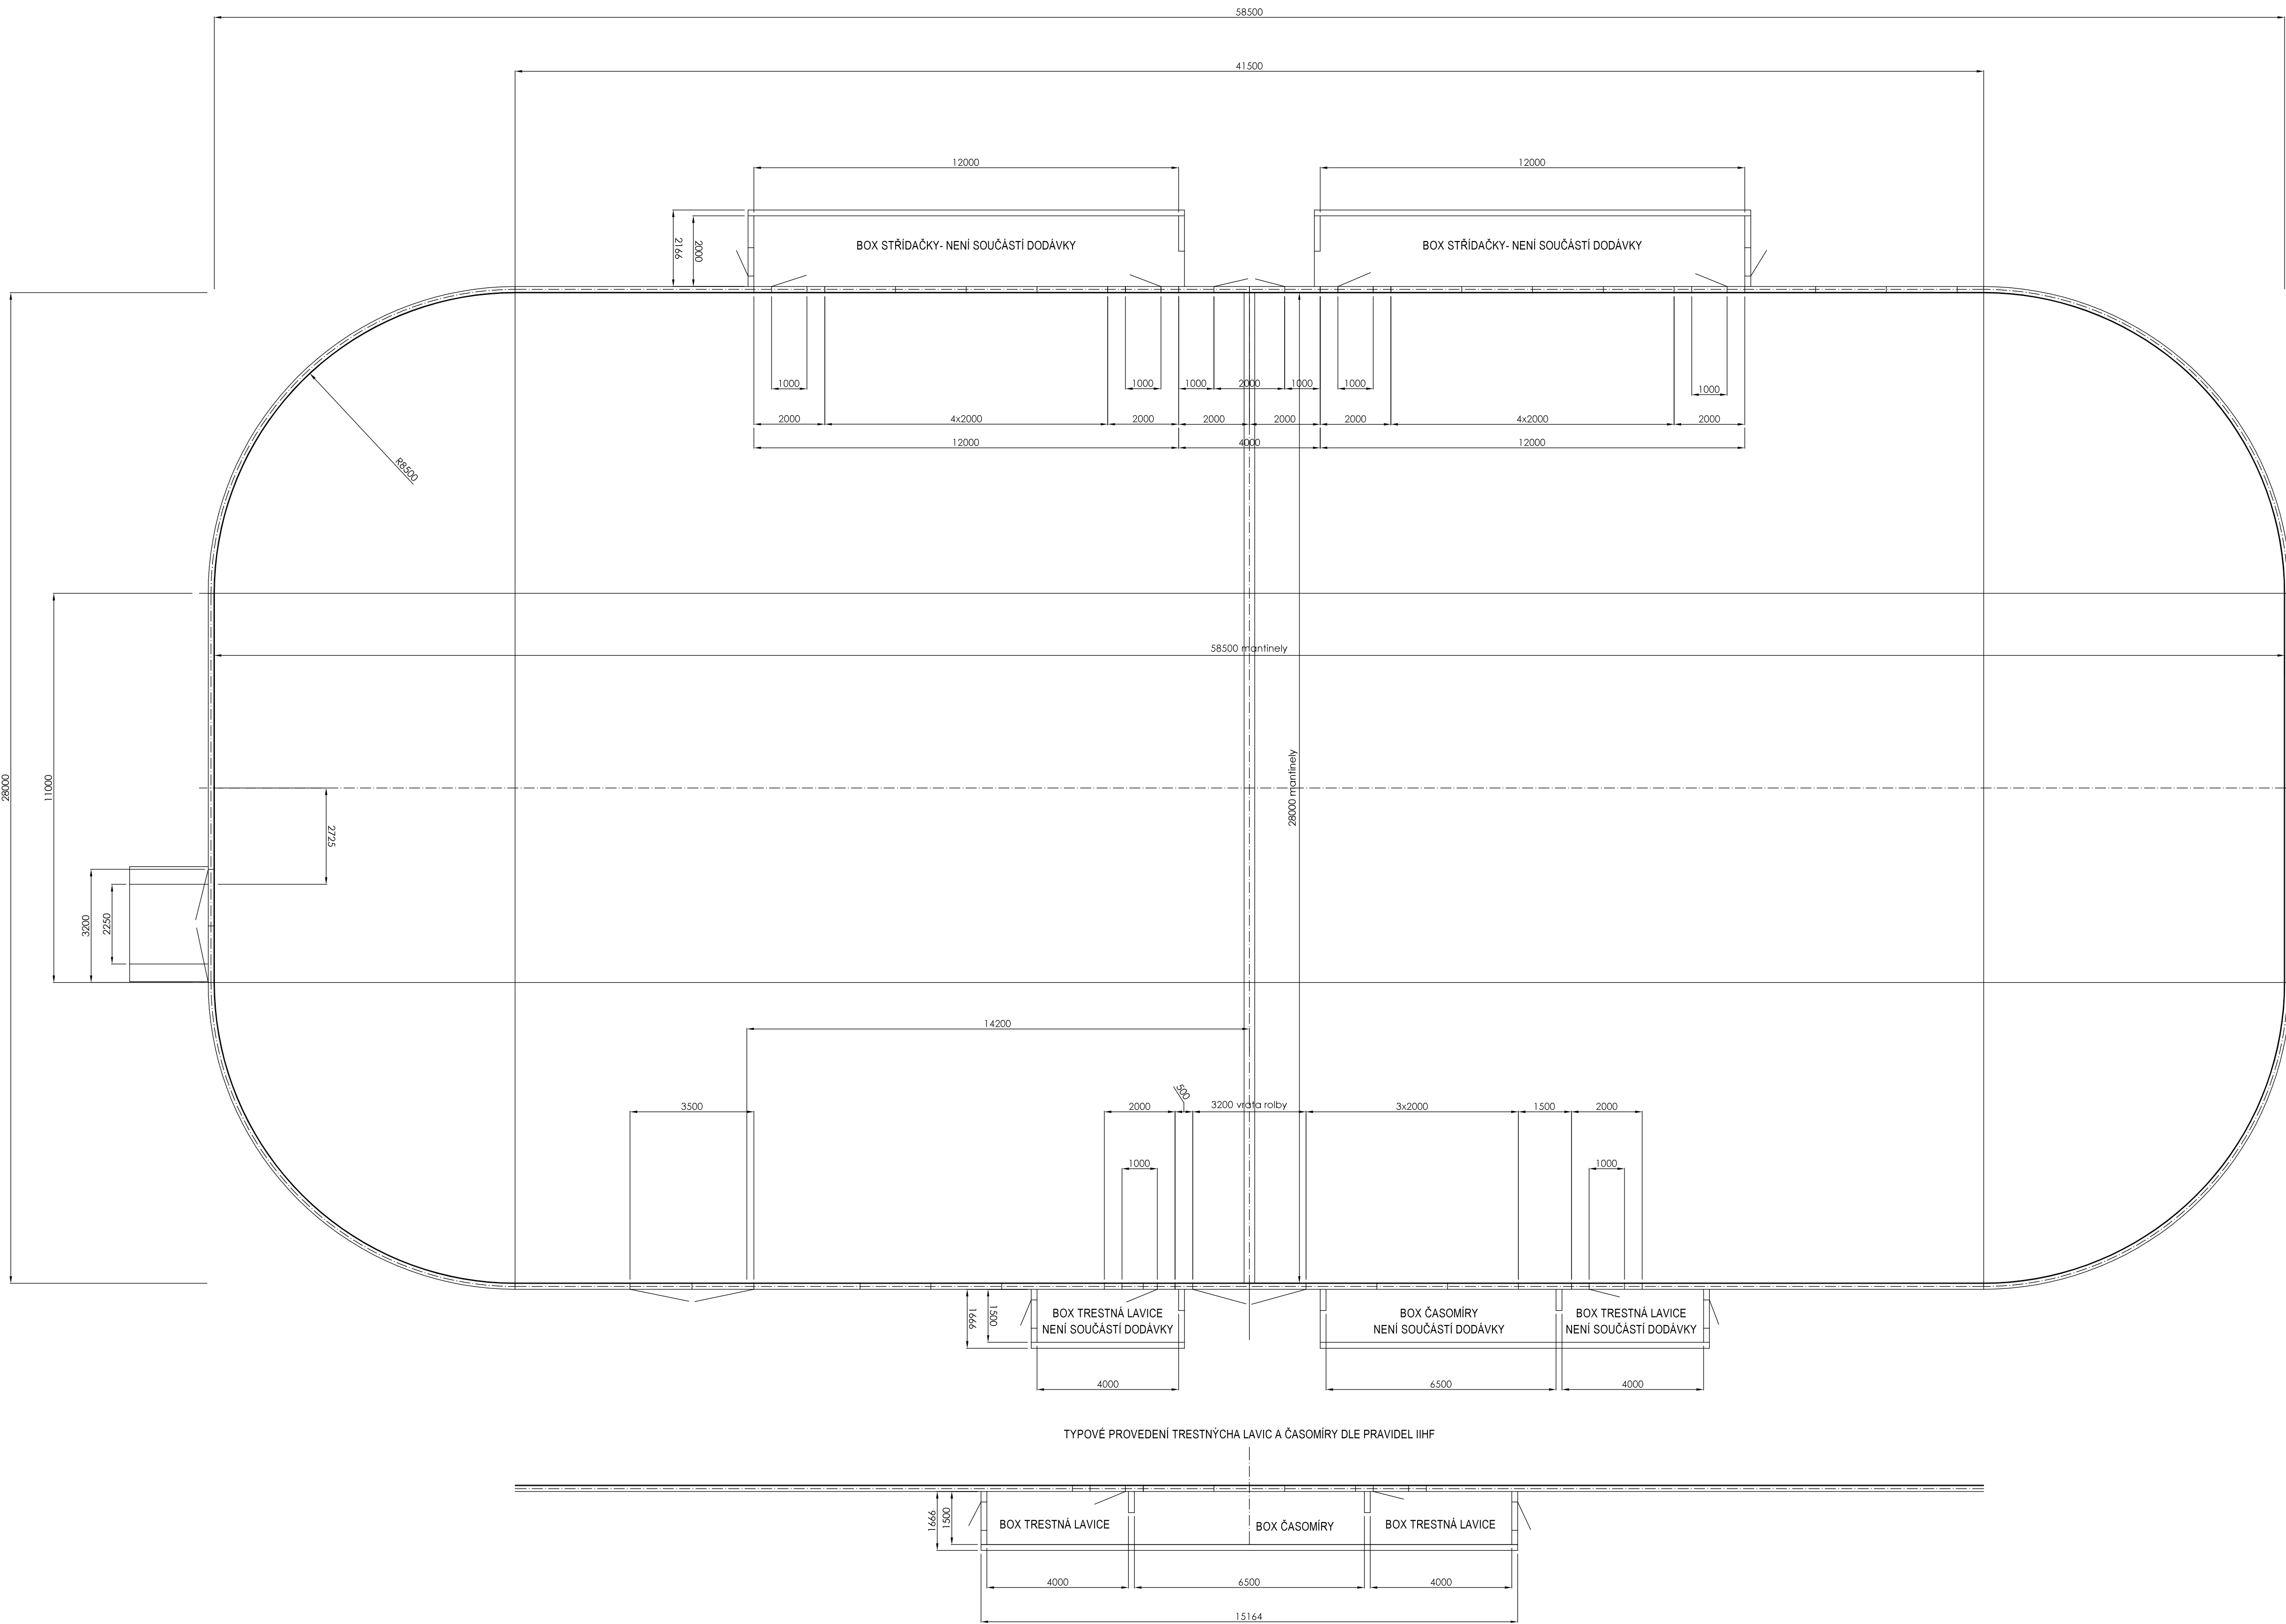 58500
41500
12000
12000
2166
2000
BOX STŘÍDAČKY- NENÍ SOUČÁSTÍ DODÁVKY
BOX STŘÍDAČKY- NENÍ SOUČÁSTÍ DODÁVKY
1000
1000
1000
2000
1000
1000
1000
2000
4x2000
2000
2000
2000
2000
4x2000
2000
12000
4000
12000
R8500
58500 mantinely
28000 mantinely
28000
11000
2725
3200
2250
14200
500
3500
2000
3200 vrata rolby
3x2000
1500
2000
1000
1000
1666
1500
BOX TRESTNÁ LAVICE
NENÍ SOUČÁSTÍ DODÁVKY
BOX ČASOMÍRY
NENÍ SOUČÁSTÍ DODÁVKY
BOX TRESTNÁ LAVICE
NENÍ SOUČÁSTÍ DODÁVKY
4000
6500
4000
TYPOVÉ PROVEDENÍ TRESTNÝCHA LAVIC A ČASOMÍRY DLE PRAVIDEL IIHF
1666
1500
BOX TRESTNÁ LAVICE
BOX ČASOMÍRY
BOX TRESTNÁ LAVICE
4000
6500
4000
15164